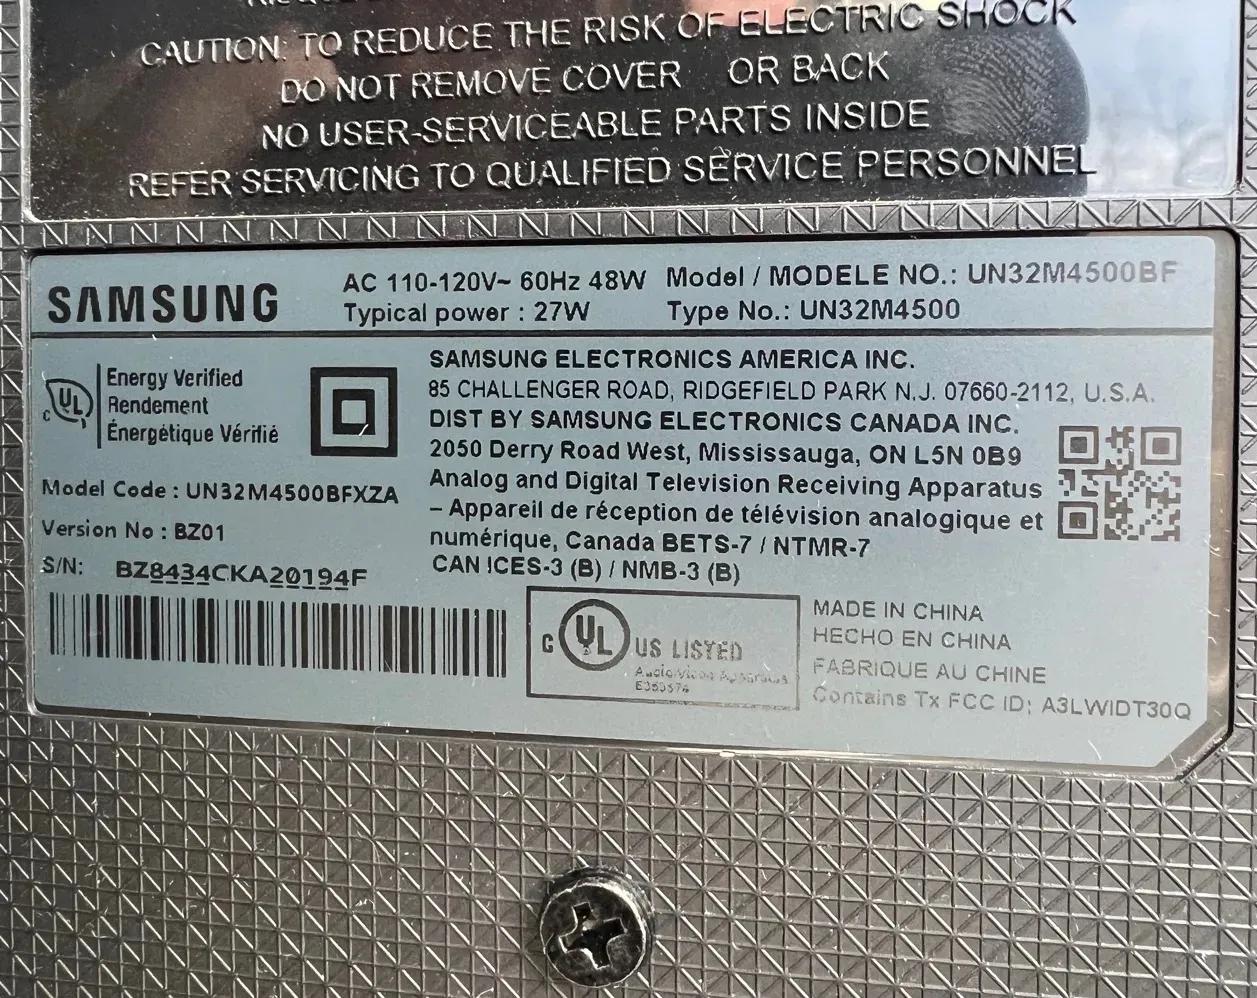 CAUTION: TO REDUCE THE RISK OF ELECTRIC SHOCK
DO NOT REMOVE COVER OR BACK
NO USER-SERVICEABLE PARTS INSIDE
REFER SERVICING TO QUALIFIED SERVICE PERSONNEL
SAMSUNG
AC 110-120V~ 60Hz 48W
Typical power : 27W
Model / MODELE NO.: UN32M4500BF
Type No.: UN32M4500
c UL
Energy Verified
Rendement
Énergétique Vérifié
Model Code : UN32M4500BFXZA
Version No : BZ01
S/N: BZ8434CKA20194F
SAMSUNG ELECTRONICS AMERICA INC.
85 CHALLENGER ROAD, RIDGEFIELD PARK N.J. 07660-2112, U.S.A.
DIST BY SAMSUNG ELECTRONICS CANADA INC.
2050 Derry Road West, Mississauga, ON L5N 0B9
Analog and Digital Television Receiving Apparatus
– Appareil de réception de télévision analogique et
numérique, Canada BETS-7 / NTMR-7
CAN ICES-3 (B) / NMB-3 (B)
c UL US LISTED
Audio/Video Apparatus
MADE IN CHINA
HECHO EN CHINA
FABRIQUE AU CHINE
Contains Tx FCC ID: A3LWIDT30Q